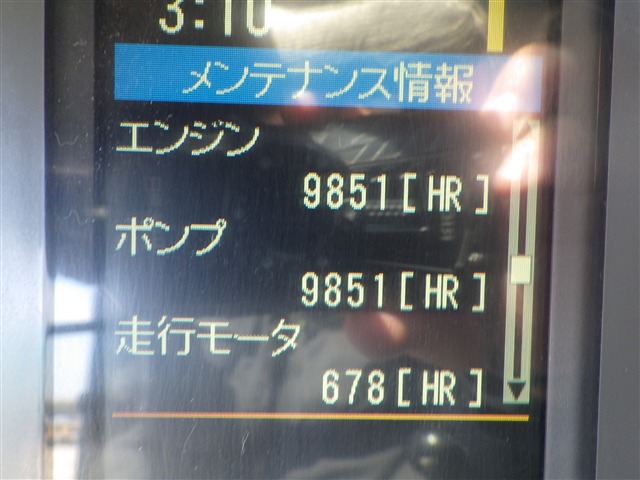 3:10
メンテナンス情報
エンジン
9851[HR]
ポンプ
9851[HR]
走行モータ
678[HR]